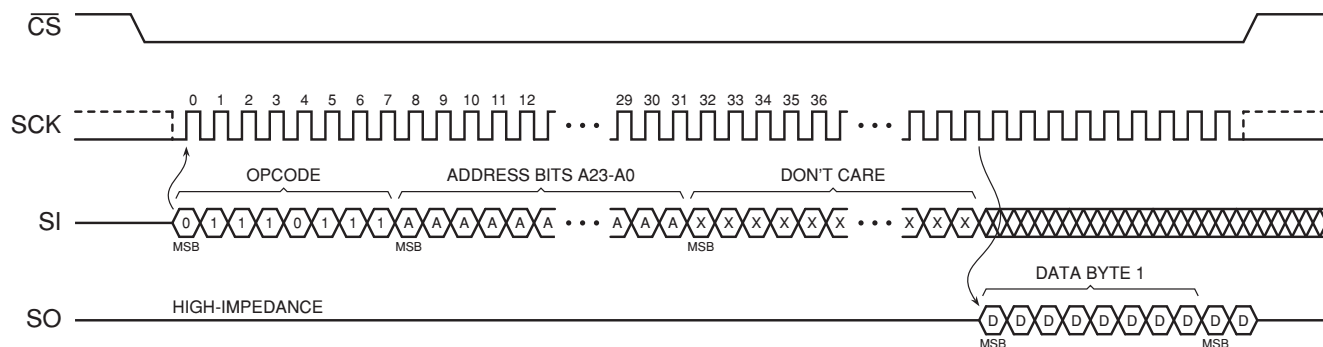 CS
SCK
0 1 2 3 4 5 6 7 8 9 10 11 12 29 30 31 32 33 34 35 36
OPCODE ADDRESS BITS A23-A0 DON'T CARE
SI
0 1 1 1 0 1 1 1 A A A A A A A A A X X X X X X X X X
MSB MSB MSB
DATA BYTE 1
HIGH-IMPEDANCE
SO
D D D D D D D D D D
MSB MSB